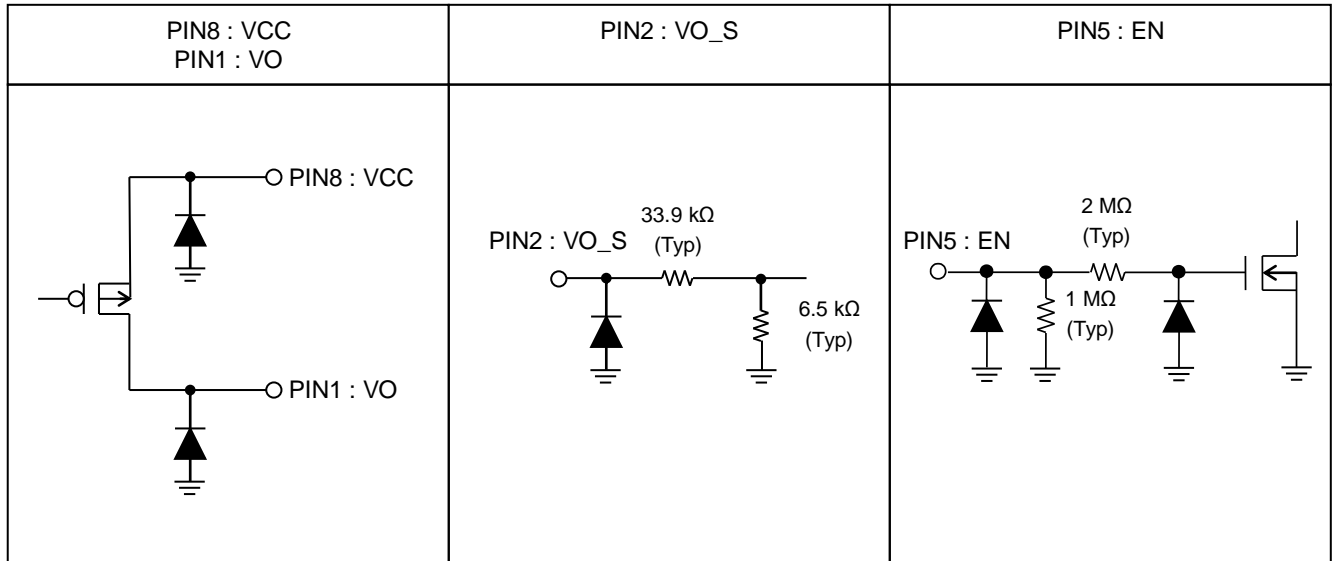 PIN8 : VCC
PIN1 : VO
PIN2 : VO_S
PIN5 : EN
PIN8 : VCC
PIN1 : VO
PIN2 : VO_S
33.9 kΩ
(Typ)
6.5 kΩ
(Typ)
PIN5 : EN
2 MΩ
(Typ)
1 MΩ
(Typ)